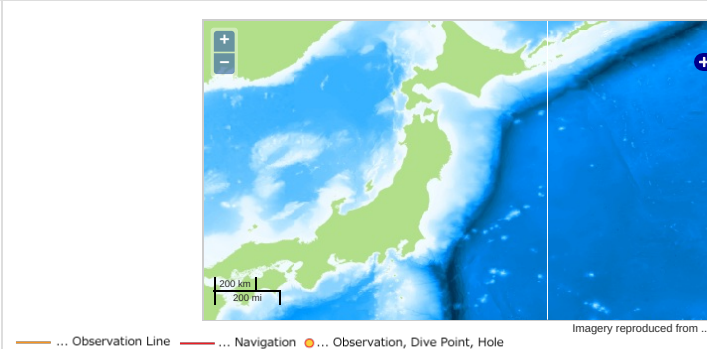 +
−
200 km
200 mi
Imagery reproduced from ..
... Observation Line ... Navigation ... Observation, Dive Point, Hole